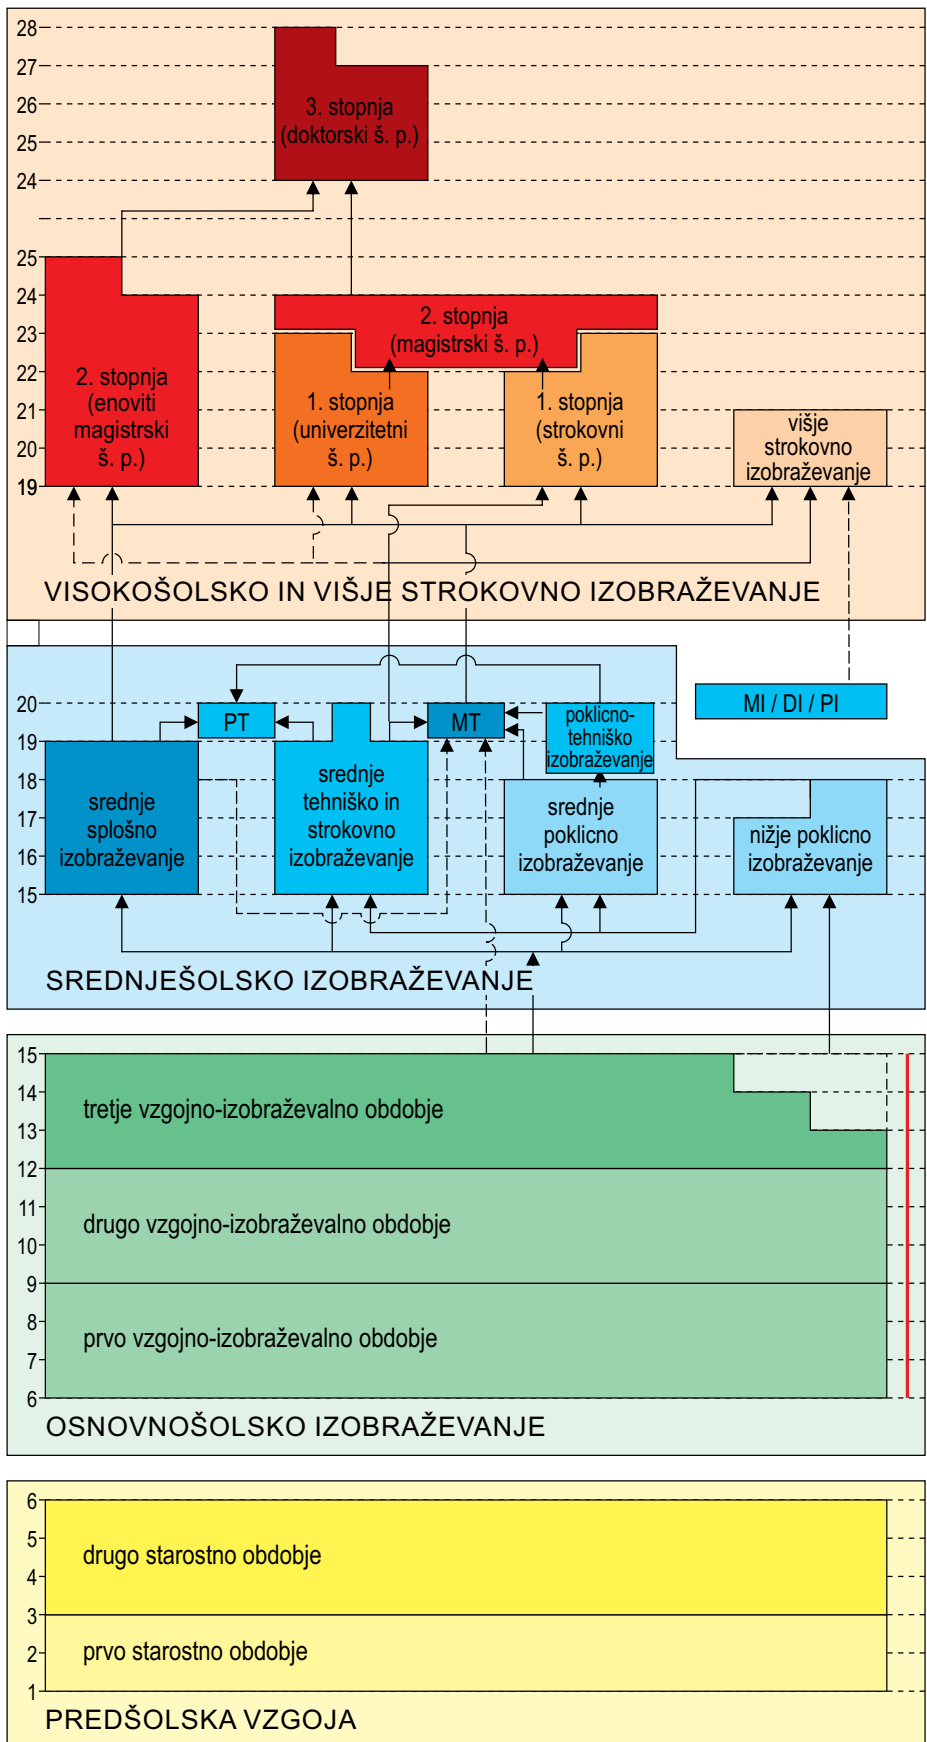 28
27
26
25
24
3. stopnja
(doktorski š. p.)
25
24
23
22
21
20
19
2. stopnja
(enoviti
magistrski
š. p.)
2. stopnja
(magistrski š. p.)
1. stopnja
(univerzitetni
š. p.)
1. stopnja
(strokovni
š. p.)
višje
strokovno
izobraževanje
VISOKOŠOLSKO IN VIŠJE STROKOVNO IZOBRAŽEVANJE
20
19
18
17
16
15
PT
MT
poklicno-
tehniško
izobraževanje
MI / DI / PI
srednje
splošno
izobraževanje
srednje
tehniško in
strokovno
izobraževanje
srednje
poklicno
izobraževanje
nižje poklicno
izobraževanje
SREDNJEŠOLSKO IZOBRAŽEVANJE
15
14
13
12
11
10
9
8
7
6
tretje vzgojno-izobraževalno obdobje
drugo vzgojno-izobraževalno obdobje
prvo vzgojno-izobraževalno obdobje
OSNOVNOŠOLSKO IZOBRAŽEVANJE
6
5
4
3
2
1
drugo starostno obdobje
prvo starostno obdobje
PREDŠOLSKA VZGOJA